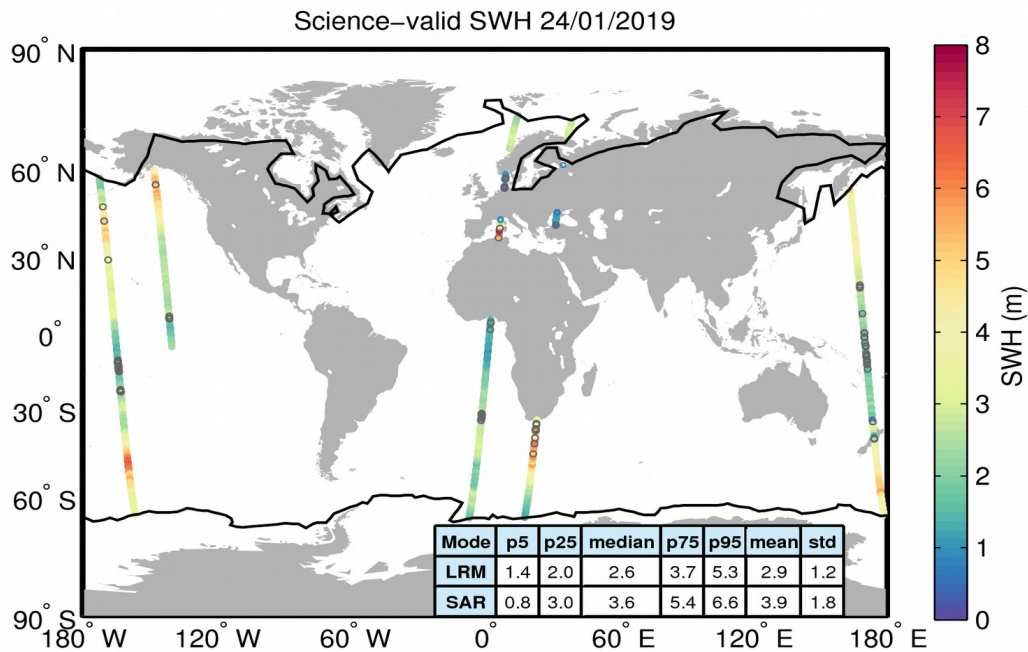 Science−valid SWH 24/01/2019
90° N
60° N
30° N
0°
30° S
60° S
90° S
180° W
120° W
60° W
0°
60° E
120° E
180° E
Mode p5 p25 median p75 p95 mean std
LRM 1.4 2.0 2.6 3.7 5.3 2.9 1.2
SAR 0.8 3.0 3.6 5.4 6.6 3.9 1.8
8
7
6
5
4
3
2
1
0
SWH (m)